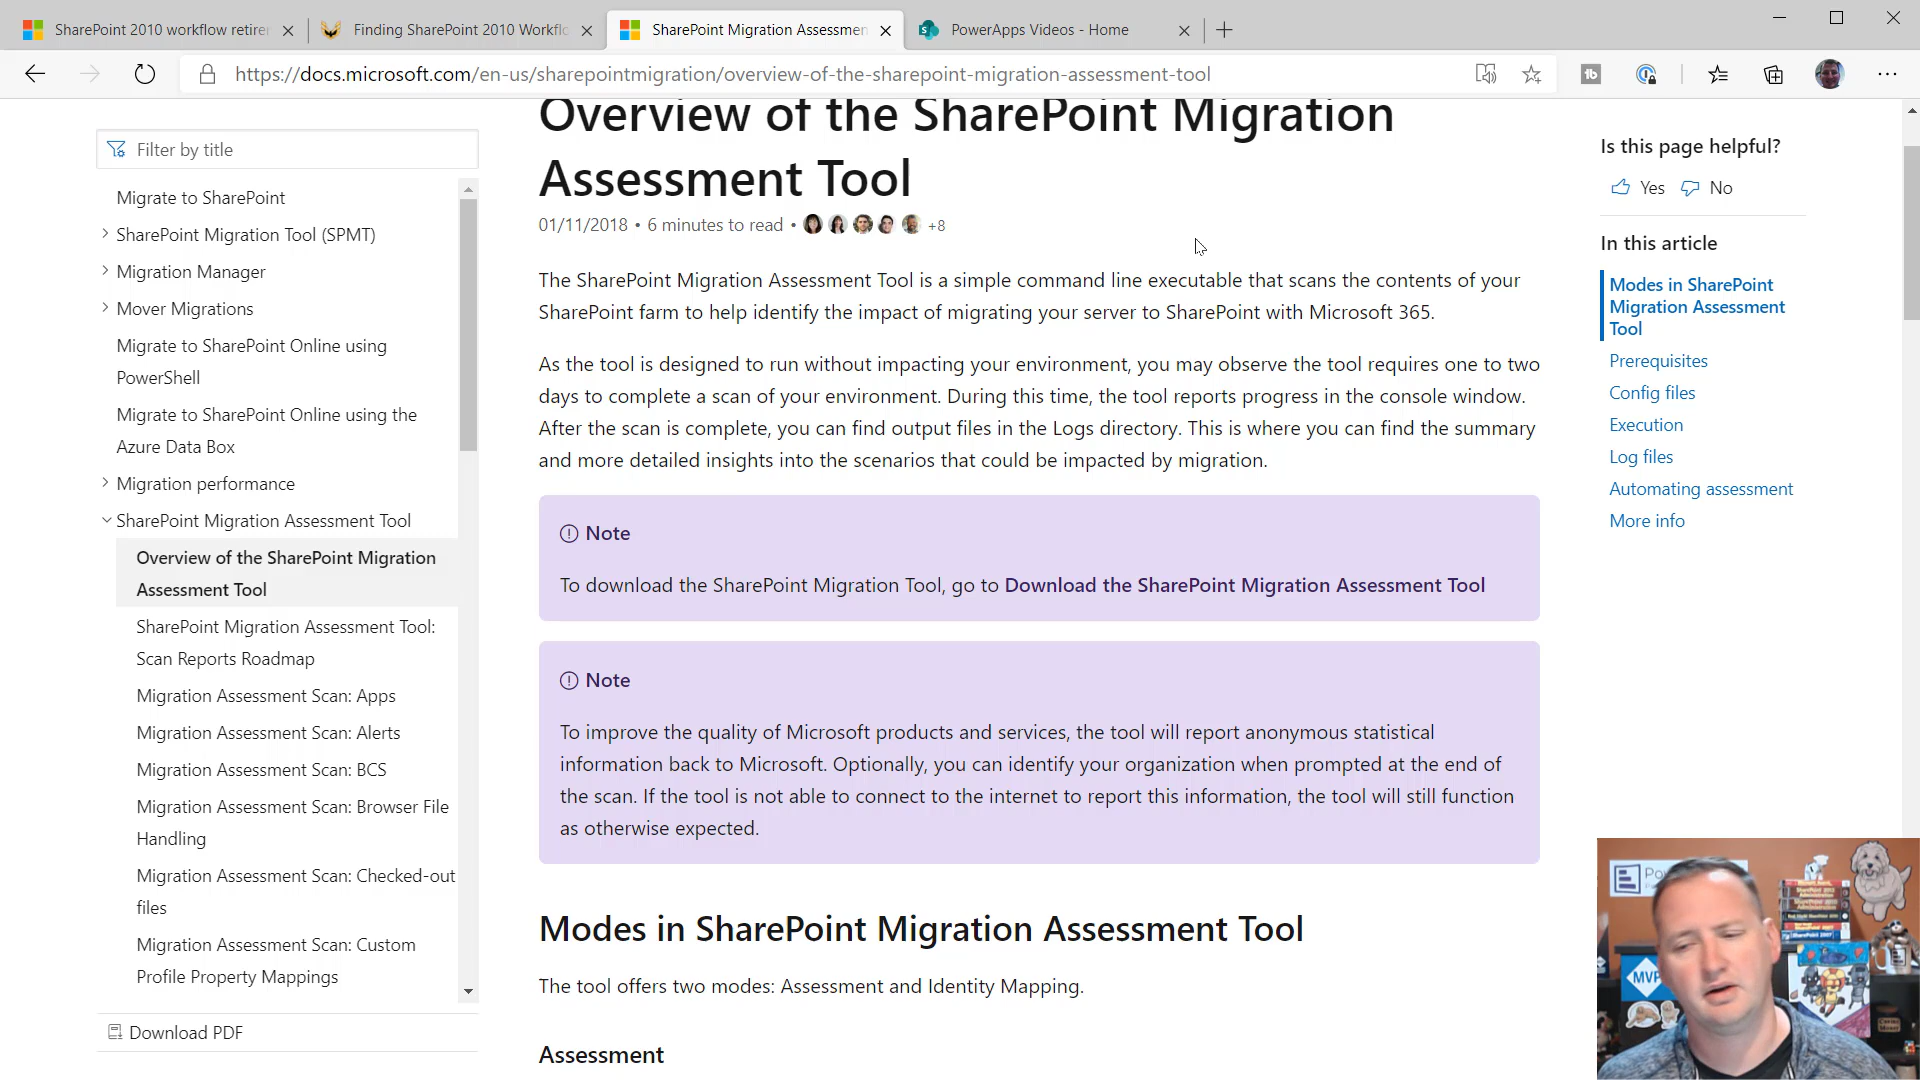 SharePoint 2010 workflow retirer
Finding SharePoint 2010 Workflo
SharePoint Migration Assessmen
PowerApps Videos - Home
https://docs.microsoft.com/en-us/sharepointmigration/overview-of-the-sharepoint-migration-assessment-tool
Filter by title
Migrate to SharePoint
SharePoint Migration Tool (SPMT)
Migration Manager
Mover Migrations
Migrate to SharePoint Online using
PowerShell
Migrate to SharePoint Online using the
Azure Data Box
Migration performance
SharePoint Migration Assessment Tool
Overview of the SharePoint Migration
Assessment Tool
SharePoint Migration Assessment Tool:
Scan Reports Roadmap
Migration Assessment Scan: Apps
Migration Assessment Scan: Alerts
Migration Assessment Scan: BCS
Migration Assessment Scan: Browser File
Handling
Migration Assessment Scan: Checked-out
files
Migration Assessment Scan: Custom
Profile Property Mappings
Download PDF
Overview of the SharePoint Migration
Assessment Tool
01/11/2018 • 6 minutes to read • +8
The SharePoint Migration Assessment Tool is a simple command line executable that scans the contents of your
SharePoint farm to help identify the impact of migrating your server to SharePoint with Microsoft 365.
As the tool is designed to run without impacting your environment, you may observe the tool requires one to two
days to complete a scan of your environment. During this time, the tool reports progress in the console window.
After the scan is complete, you can find output files in the Logs directory. This is where you can find the summary
and more detailed insights into the scenarios that could be impacted by migration.
Note
To download the SharePoint Migration Tool, go to Download the SharePoint Migration Assessment Tool
Note
To improve the quality of Microsoft products and services, the tool will report anonymous statistical
information back to Microsoft. Optionally, you can identify your organization when prompted at the end of
the scan. If the tool is not able to connect to the internet to report this information, the tool will still function
as otherwise expected.
Modes in SharePoint Migration Assessment Tool
The tool offers two modes: Assessment and Identity Mapping.
Assessment
Is this page helpful?
Yes No
In this article
Modes in SharePoint
Migration Assessment
Tool
Prerequisites
Config files
Execution
Log files
Automating assessment
More info
MVP